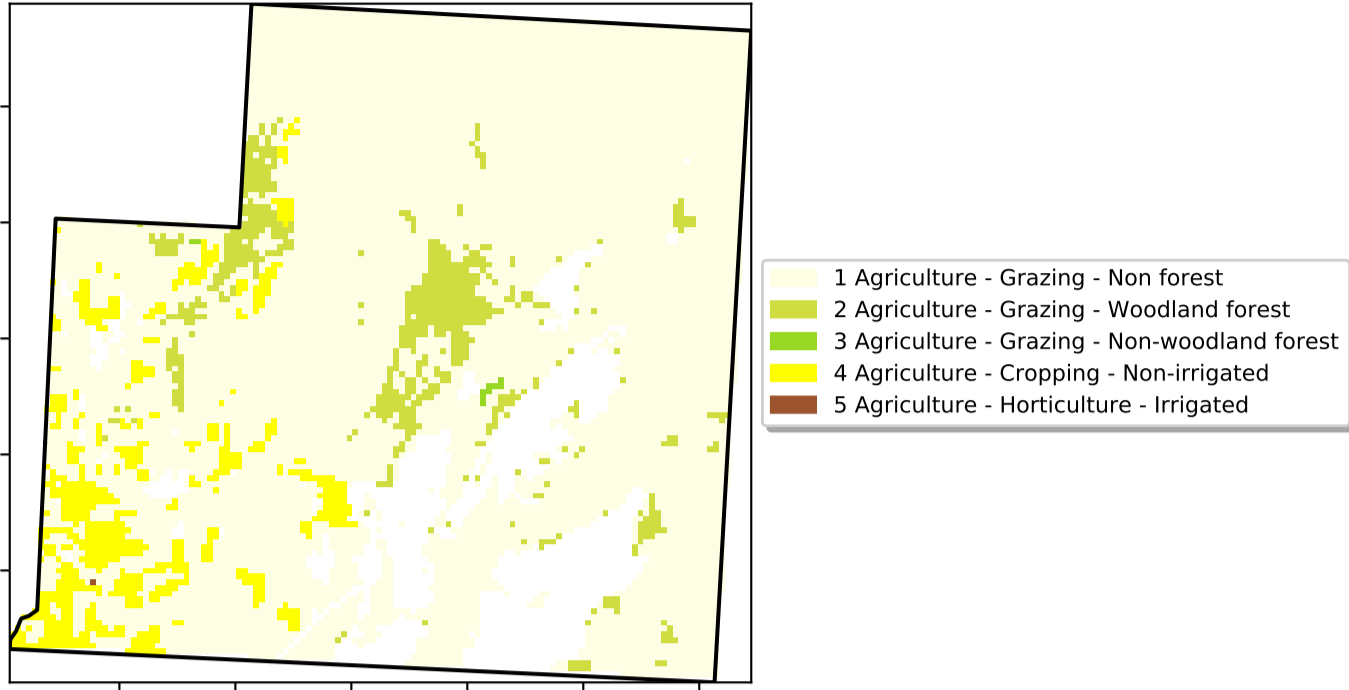 1 Agriculture - Grazing - Non forest
2 Agriculture - Grazing - Woodland forest
3 Agriculture - Grazing - Non-woodland forest
4 Agriculture - Cropping - Non-irrigated
5 Agriculture - Horticulture - Irrigated